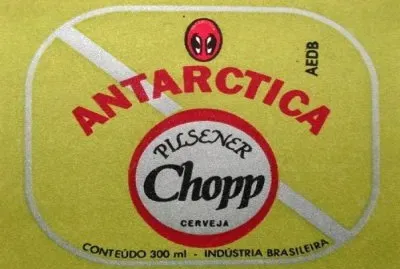 AEDB
ANTARCTICA
PILSENER
Chopp
CERVEJA
CONTEÚDO 300 ml - INDÚSTRIA BRASILEIRA